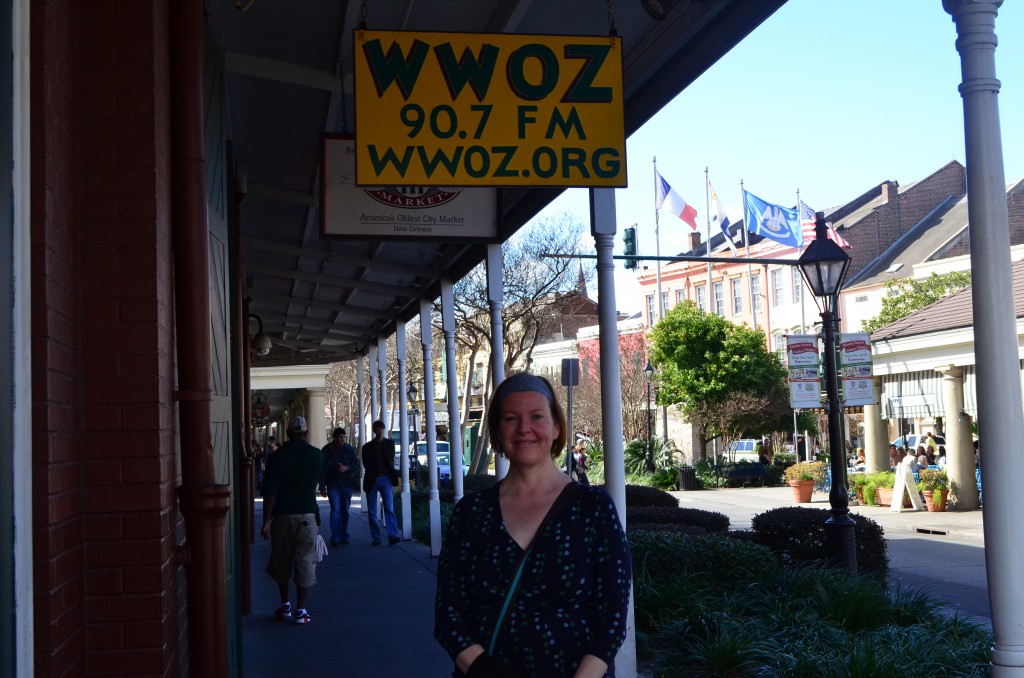 WWOZ
90.7 FM
WWOZ.ORG
MARKET
America's Oldest City Market
New Orleans